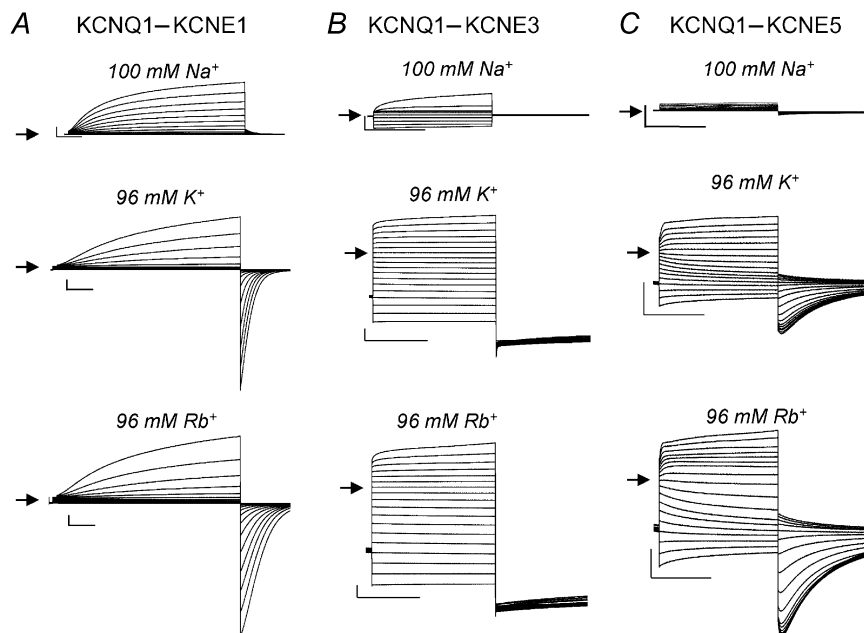 A KCNQ1–KCNE1 B KCNQ1–KCNE3 C KCNQ1–KCNE5
100 mM Na⁺ 100 mM Na⁺ 100 mM Na⁺
96 mM K⁺ 96 mM K⁺ 96 mM K⁺
96 mM Rb⁺ 96 mM Rb⁺ 96 mM Rb⁺